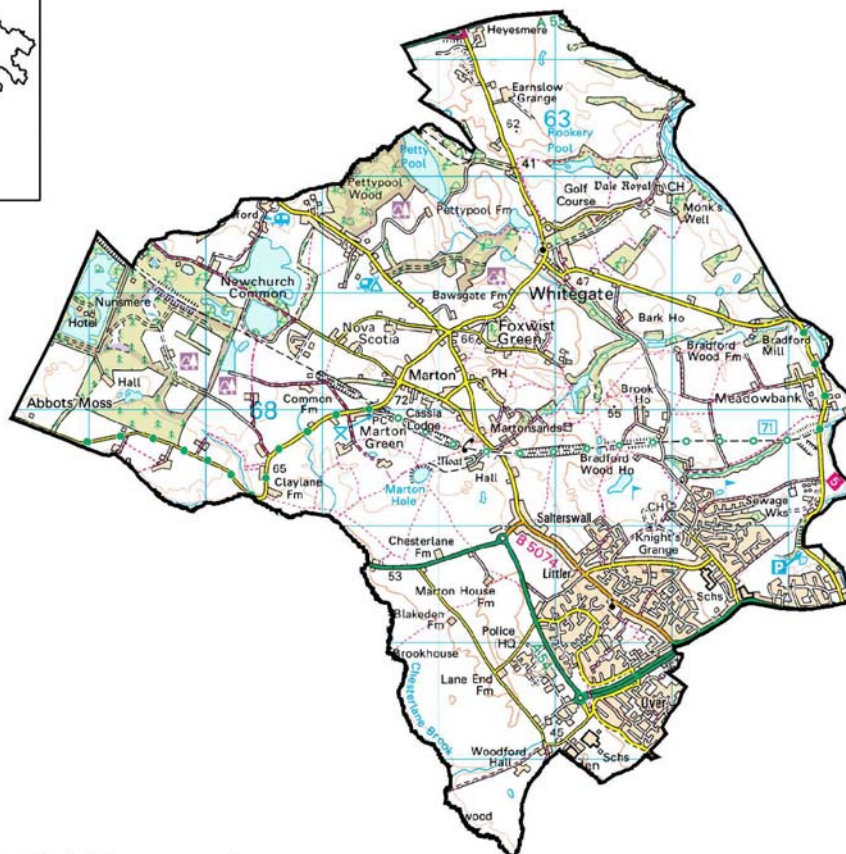 Heyesmere
A 55
Earnslow
Grange
62
63
Rookery
Pool
Petty
Pool
41
Pettypool
Wood
Golf
Course
Vale Royal
CH
Monk's
Well
ford
Pettypool Fm
47
Newchurch
Common
Nunsmere
Hotel
Bawsgate Fm
Whitegate
Bark Ho
Nova
Scotia
66
Foxwist
Green
Bradford
Wood Fm
Bradford
Mill
Hall
Marton
PH
Brook
Ho
Meadowbank
Abbots Moss
68
Common
Fm
72
PC
Cassia
Lodge
Marton
Green
Martonsands
55
71
Moat
Hall
Bradford
Wood Ho
65
Claylane
Fm
Marton
Hole
5
Sewage
Wks
Salterswall
CH
Knight's
Grange
Chesterlane
Fm
B 5074
P
53
Littler
Marton House
Fm
Schs
Blakeden
Fm
Police
HQ
A 54
Brookhouse
Lane End
Fm
Chesterlane Brook
Over
45
Woodford
Hall
Schs
en
wood